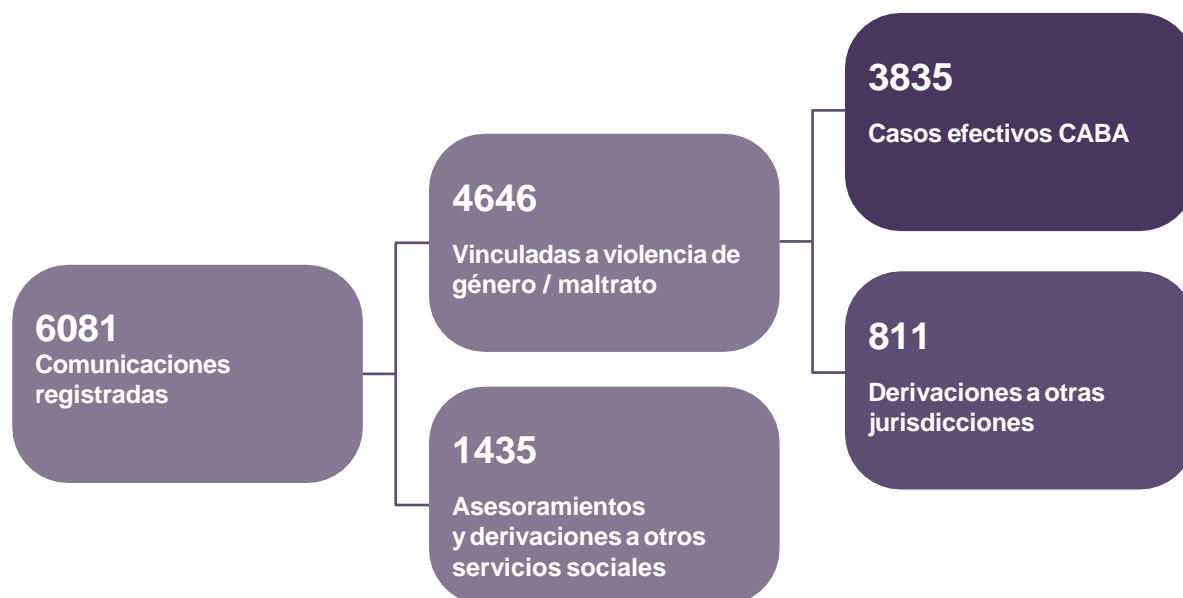 6081
Comunicaciones
registradas
4646
Vinculadas a violencia de
género / maltrato
1435
Asesoramientos
y derivaciones a otros
servicios sociales
3835
Casos efectivos CABA
811
Derivaciones a otras
jurisdicciones